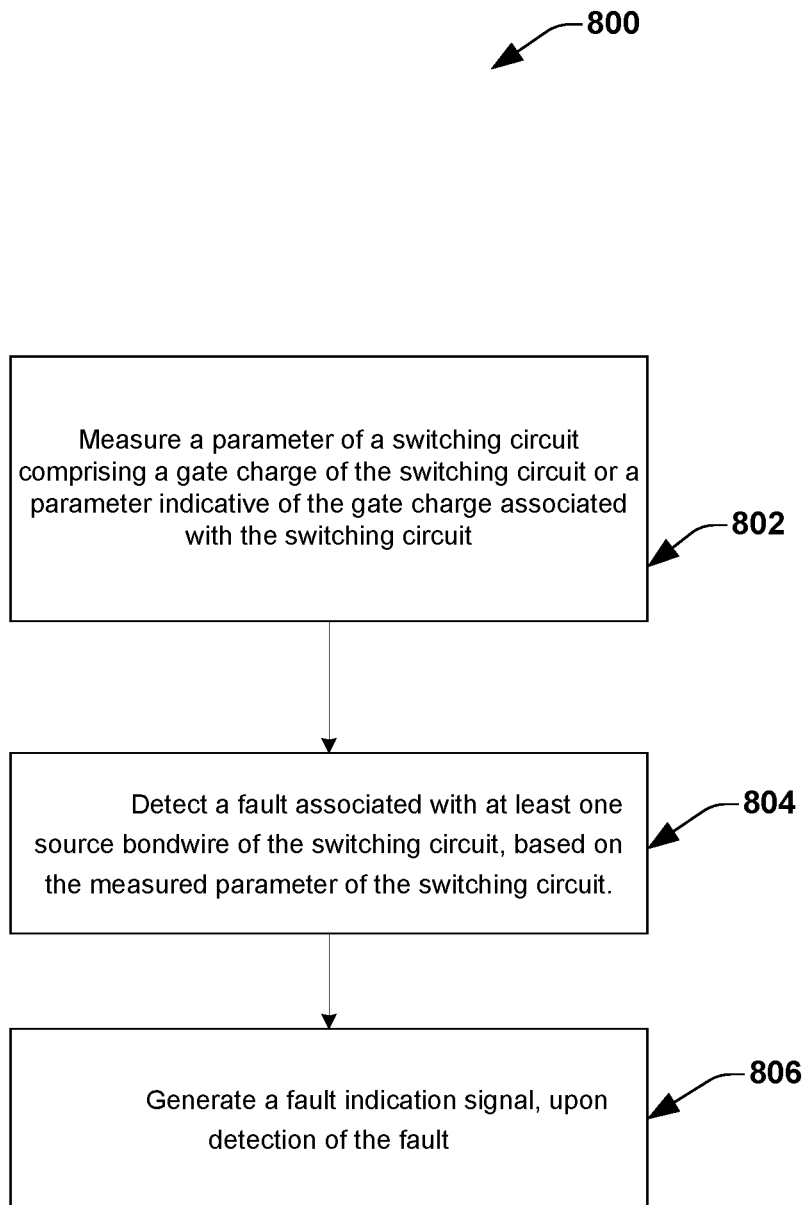 800
Measure a parameter of a switching circuit
comprising a gate charge of the switching circuit or a
parameter indicative of the gate charge associated
with the switching circuit
802
Detect a fault associated with at least one
source bondwire of the switching circuit, based on
the measured parameter of the switching circuit.
804
Generate a fault indication signal, upon
detection of the fault
806